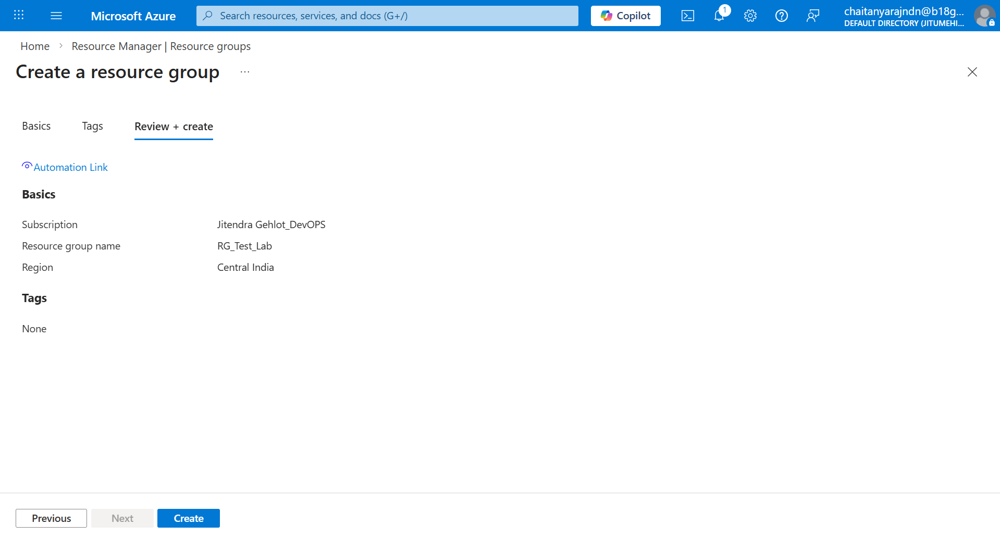 Microsoft Azure
Search resources, services, and docs (G+/)
Copilot
1
chaitanyarajndn@b18g...
DEFAULT DIRECTORY (JITUMEHI...
Home > Resource Manager | Resource groups
Create a resource group ...
Basics Tags Review + create
Automation Link
Basics
Subscription Jitendra Gehlot_DevOPS
Resource group name RG_Test_Lab
Region Central India
Tags
None
Previous Next Create